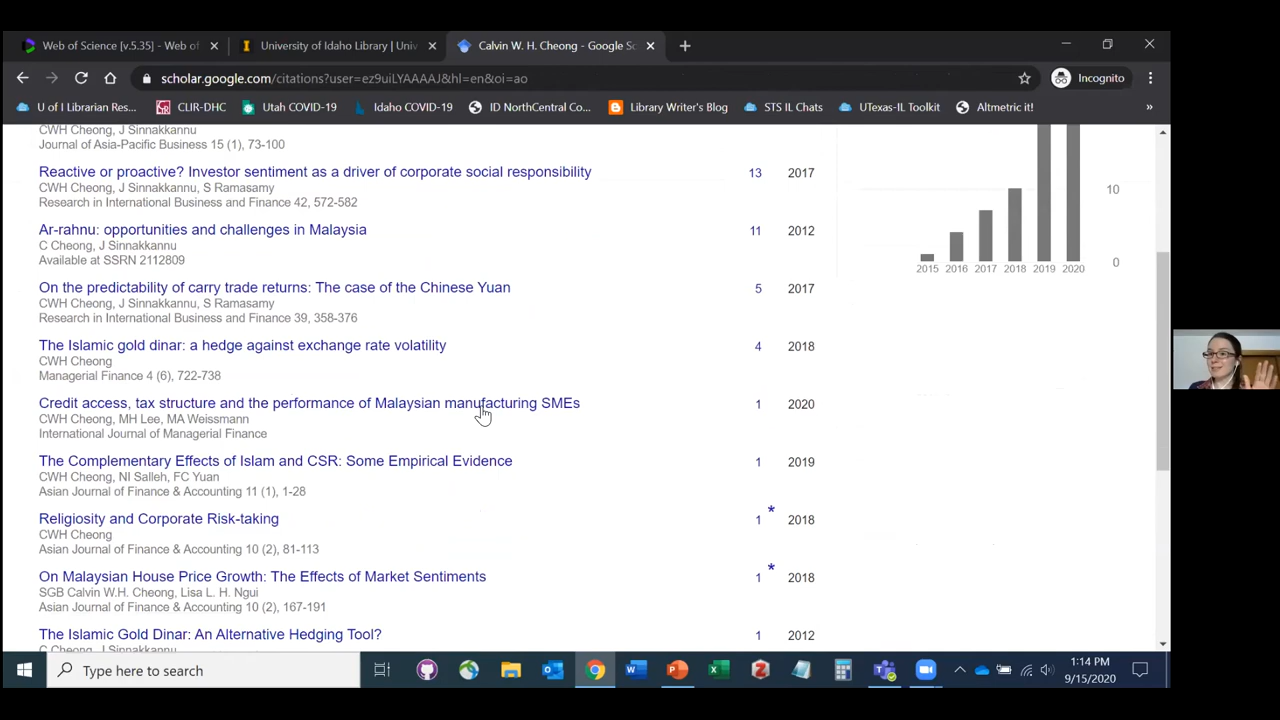 Web of Science [v.5.35] - Web of
University of Idaho Library | Univ
Calvin W. H. Cheong - Google Sc
scholar.google.com/citations?user=ez9uiLYAAAAJ&hl=en&oi=ao
Incognito
U of I Librarian Res...
CLIR-DHC
Utah COVID-19
Idaho COVID-19
ID NorthCentral Co...
Library Writer's Blog
STS IL Chats
UTexas-IL Toolkit
Altmetric it!
»
CWH Cheong, J Sinnakkannu
Journal of Asia-Pacific Business 15 (1), 73-100
Reactive or proactive? Investor sentiment as a driver of corporate social responsibility 13 2017
CWH Cheong, J Sinnakkannu, S Ramasamy
Research in International Business and Finance 42, 572-582
Ar-rahnu: opportunities and challenges in Malaysia 11 2012
C Cheong, J Sinnakkannu
Available at SSRN 2112809
On the predictability of carry trade returns: The case of the Chinese Yuan 5 2017
CWH Cheong, J Sinnakkannu, S Ramasamy
Research in International Business and Finance 39, 358-376
The Islamic gold dinar: a hedge against exchange rate volatility 4 2018
CWH Cheong
Managerial Finance 4 (6), 722-738
Credit access, tax structure and the performance of Malaysian manufacturing SMEs 1 2020
CWH Cheong, MH Lee, MA Weissmann
International Journal of Managerial Finance
The Complementary Effects of Islam and CSR: Some Empirical Evidence 1 2019
CWH Cheong, NI Salleh, FC Yuan
Asian Journal of Finance & Accounting 11 (1), 1-28
Religiosity and Corporate Risk-taking 1 * 2018
CWH Cheong
Asian Journal of Finance & Accounting 10 (2), 81-113
On Malaysian House Price Growth: The Effects of Market Sentiments 1 * 2018
SGB Calvin W.H. Cheong, Lisa L. H. Ngui
Asian Journal of Finance & Accounting 10 (2), 167-191
The Islamic Gold Dinar: An Alternative Hedging Tool? 1 2012
C Cheong, J Sinnakkannu
10
0
2015 2016 2017 2018 2019 2020
Type here to search
1:14 PM
9/15/2020